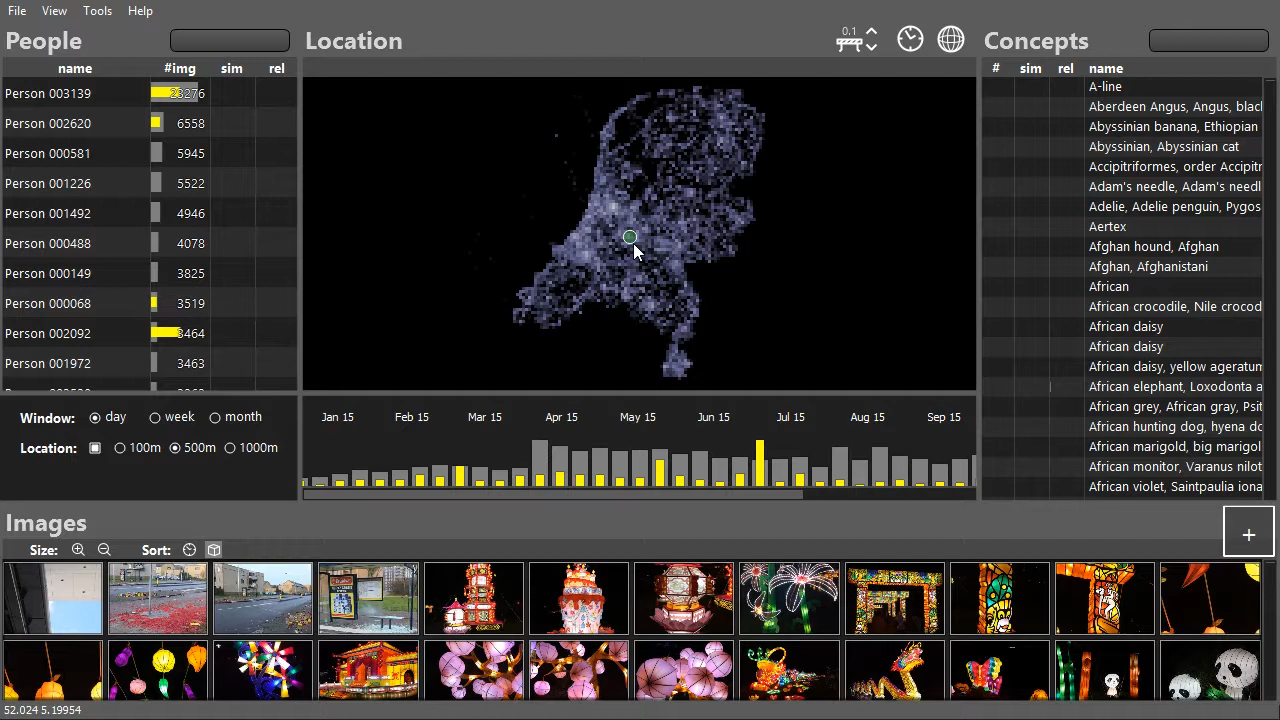 File View Tools Help
People
name #img sim rel
Person 003139 23276
Person 002620 6558
Person 000581 5945
Person 001226 5522
Person 001492 4946
Person 000488 4078
Person 000149 3825
Person 000068 3519
Person 002092 3464
Person 001972 3463
Window: day week month
Location: 100m 500m 1000m
Location
0.1
Jan 15 Feb 15 Mar 15 Apr 15 May 15 Jun 15 Jul 15 Aug 15 Sep 15
Concepts
# sim rel name
A-line
Aberdeen Angus, Angus, blac
Abyssinian banana, Ethiopian
Abyssinian, Abyssinian cat
Accipitriformes, order Accipitr
Adam's needle, Adam's needl
Adelie, Adelie penguin, Pygos
Aertex
Afghan hound, Afghan
Afghan, Afghanistani
African
African crocodile, Nile crocod
African daisy
African daisy
African daisy, yellow ageratum
African elephant, Loxodonta a
African grey, African gray, Psit
African hunting dog, hyena do
African marigold, big marigol
African monitor, Varanus nilot
African violet, Saintpaulia iona
Images
+
Size: Sort:
52.024 5.19954